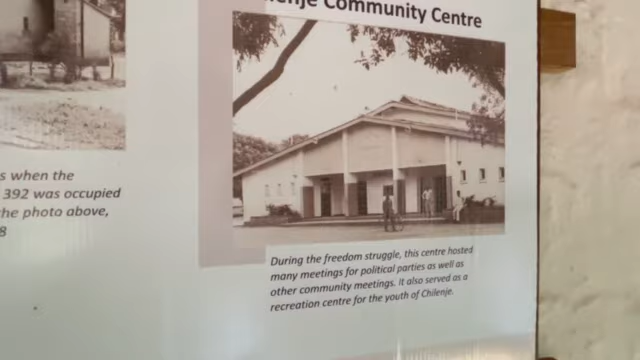 Community Centre
s when the
392 was occupied
the photo above,
8
During the freedom struggle, this centre hosted
many meetings for political parties as well as
other community meetings. It also served as a
recreation centre for the youth of Chilenje.